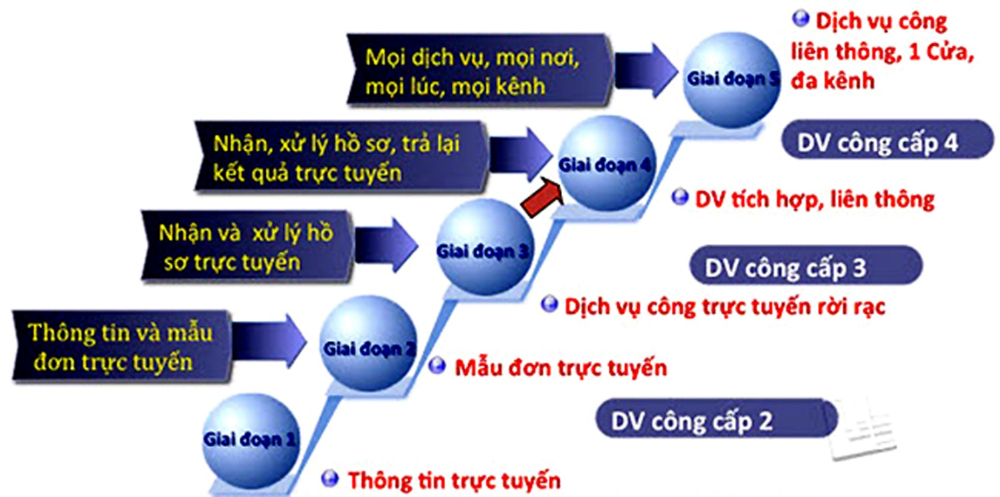 Dịch vụ công
liên thông, 1 Cửa,
đa kênh
Mọi dịch vụ, mọi nơi,
mọi lúc, mọi kênh
Giai đoạn 5
DV công cấp 4
Nhận, xử lý hồ sơ, trả lại
kết quả trực tuyến
Giai đoạn 4
DV tích hợp, liên thông
Nhận và xử lý hồ
sơ trực tuyến
Giai đoạn 3
DV công cấp 3
Dịch vụ công trực tuyến rời rạc
Thông tin và mẫu
đơn trực tuyến
Giai đoạn 2
Mẫu đơn trực tuyến
DV công cấp 2
Giai đoạn 1
Thông tin trực tuyến